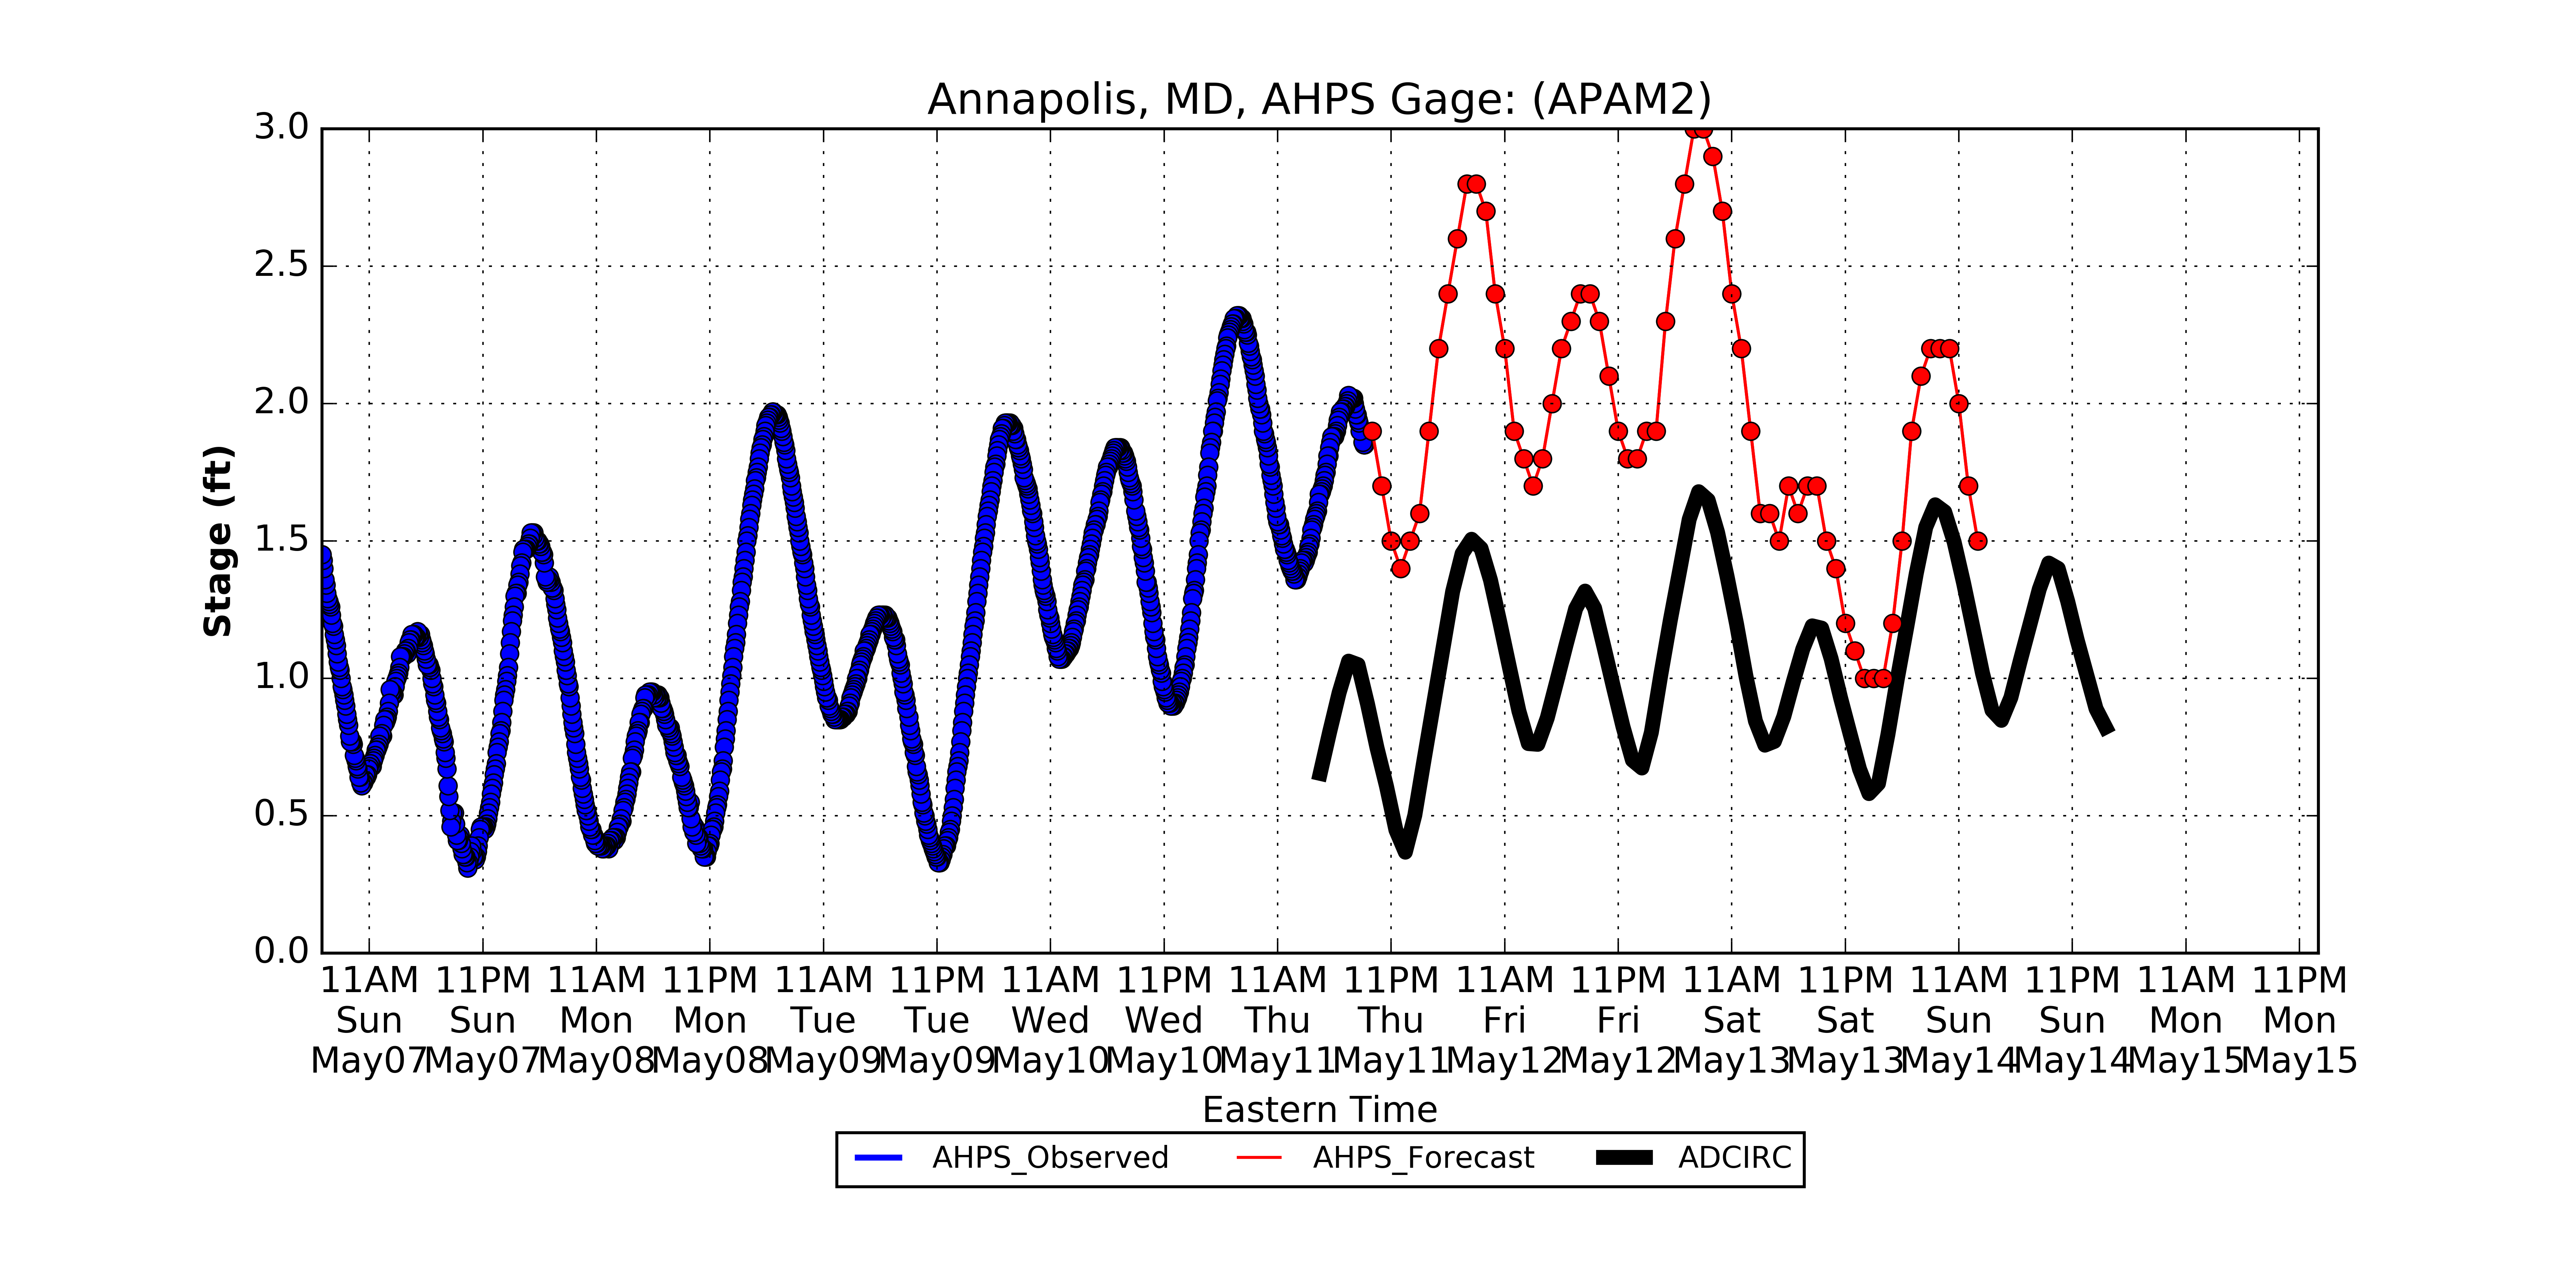 Annapolis, MD, AHPS Gage: (APAM2)
Stage (ft)
3.0
2.5
2.0
1.5
1.0
0.5
0.0
11AM 11PM 11AM 11PM 11AM 11PM 11AM 11PM 11AM 11PM 11AM 11PM 11AM 11PM 11AM 11PM 11AM 11PM
Sun Sun Mon Mon Tue Tue Wed Wed Thu Thu Fri Fri Sat Sat Sun Sun Mon Mon
May07 May07 May08 May08 May09 May09 May10 May10 May11 May11 May12 May12 May13 May13 May14 May14 May15 May15
Eastern Time
AHPS_Observed AHPS_Forecast ADCIRC